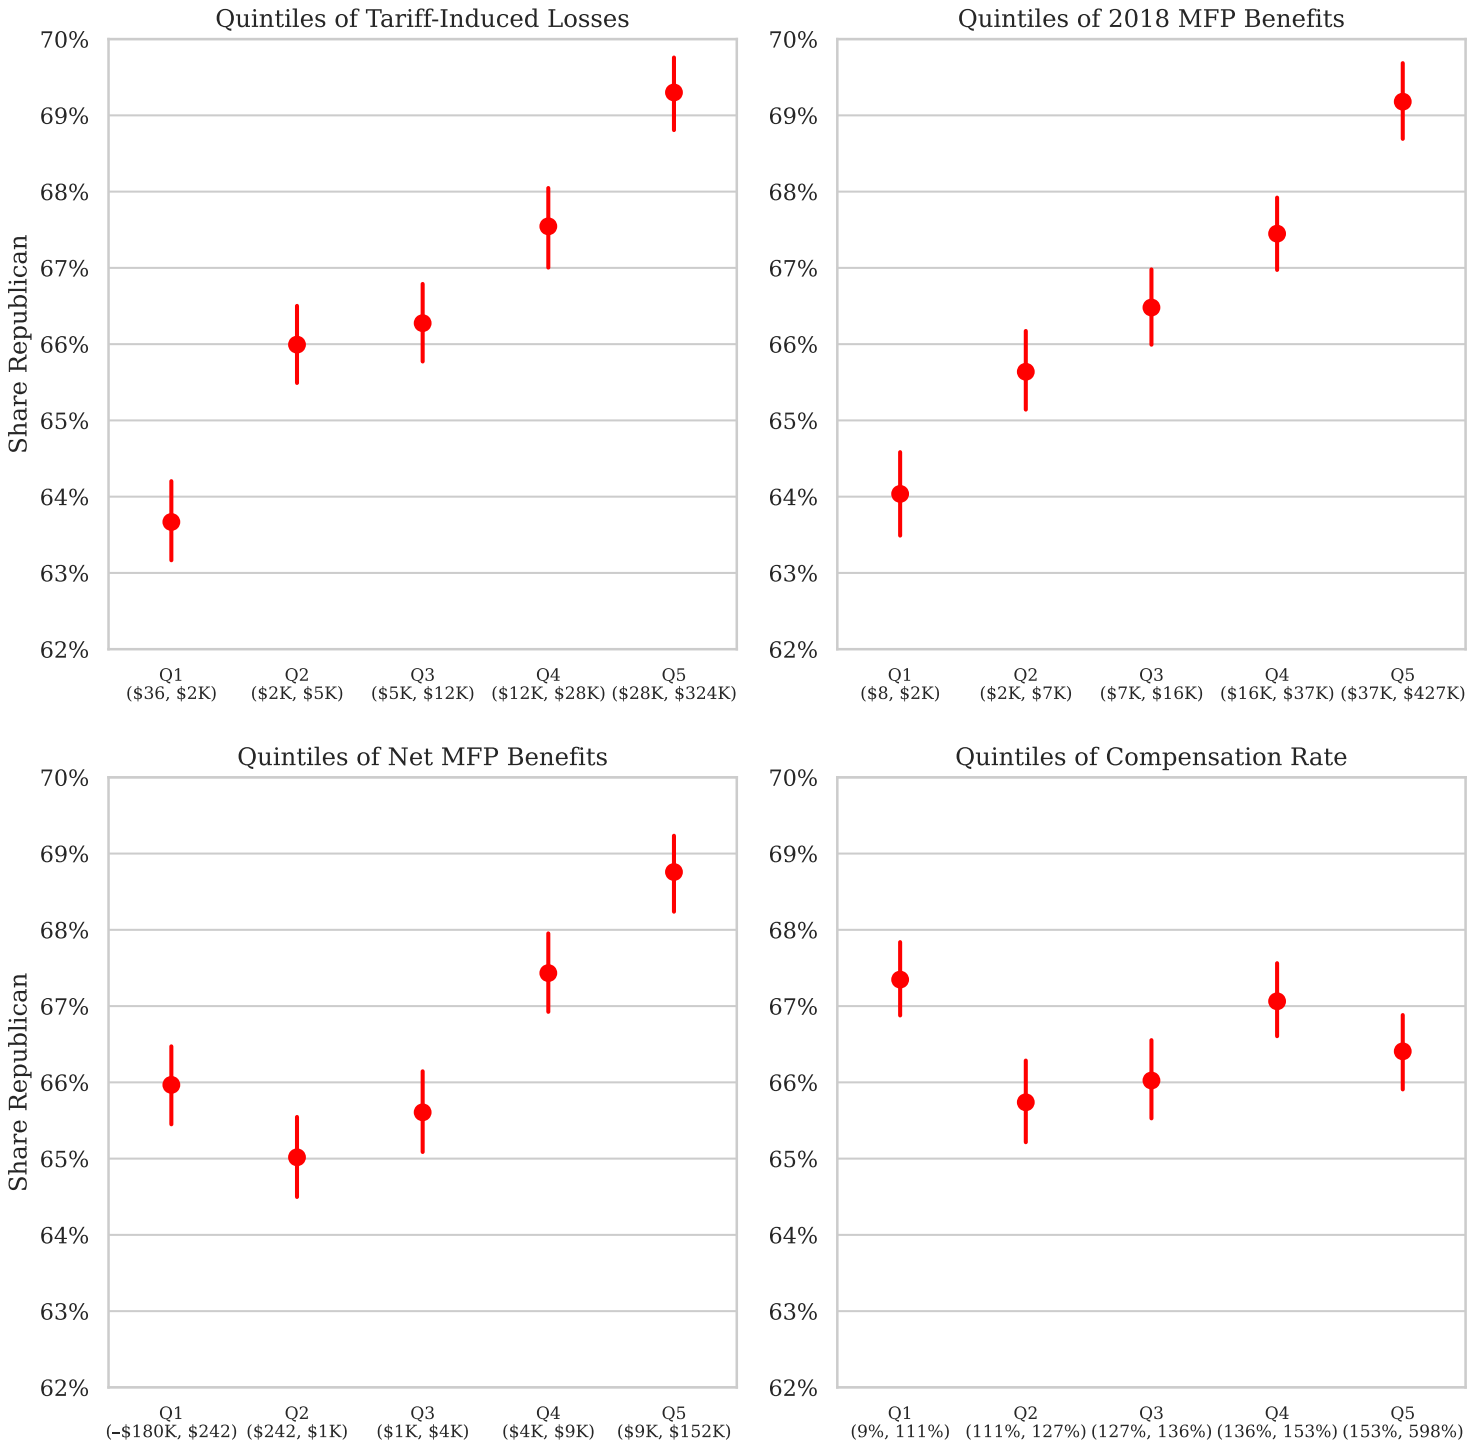 Quintiles of Tariff-Induced Losses
Share Republican
70%
69%
68%
67%
66%
65%
64%
63%
62%
Q1 Q2 Q3 Q4 Q5
($36, $2K) ($2K, $5K) ($5K, $12K) ($12K, $28K) ($28K, $324K)
Quintiles of 2018 MFP Benefits
70%
69%
68%
67%
66%
65%
64%
63%
62%
Q1 Q2 Q3 Q4 Q5
($8, $2K) ($2K, $7K) ($7K, $16K) ($16K, $37K) ($37K, $427K)
Quintiles of Net MFP Benefits
Share Republican
70%
69%
68%
67%
66%
65%
64%
63%
62%
Q1 Q2 Q3 Q4 Q5
(–$180K, $242) ($242, $1K) ($1K, $4K) ($4K, $9K) ($9K, $152K)
Quintiles of Compensation Rate
70%
69%
68%
67%
66%
65%
64%
63%
62%
Q1 Q2 Q3 Q4 Q5
(9%, 111%) (111%, 127%) (127%, 136%) (136%, 153%) (153%, 598%)